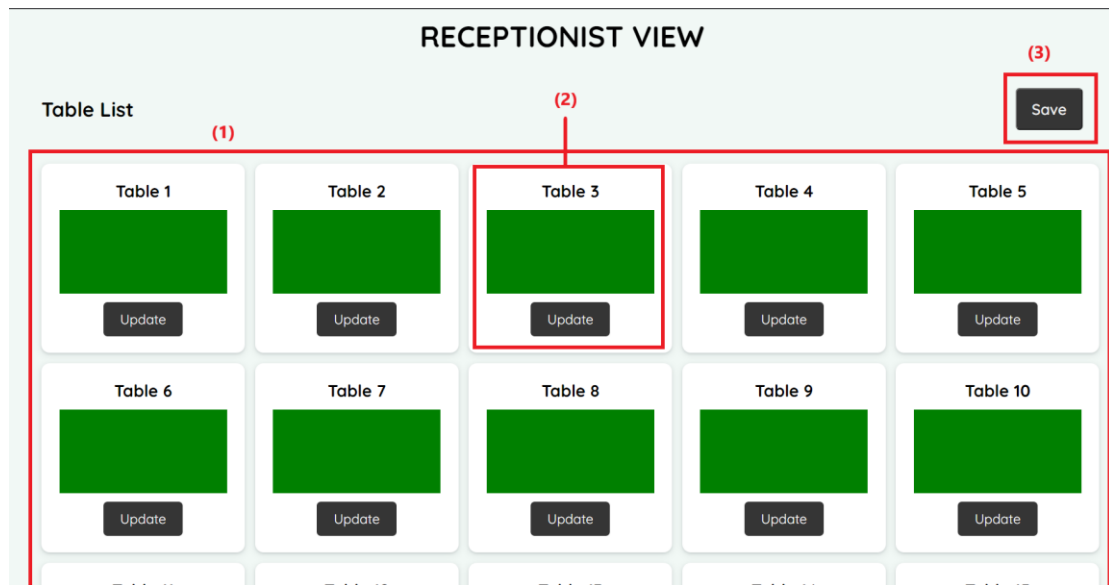 RECEPTIONIST VIEW
(3)
Table List
(2)
Save
(1)
Table 1 Table 2 Table 3 Table 4 Table 5
Update Update Update Update Update
Table 6 Table 7 Table 8 Table 9 Table 10
Update Update Update Update Update